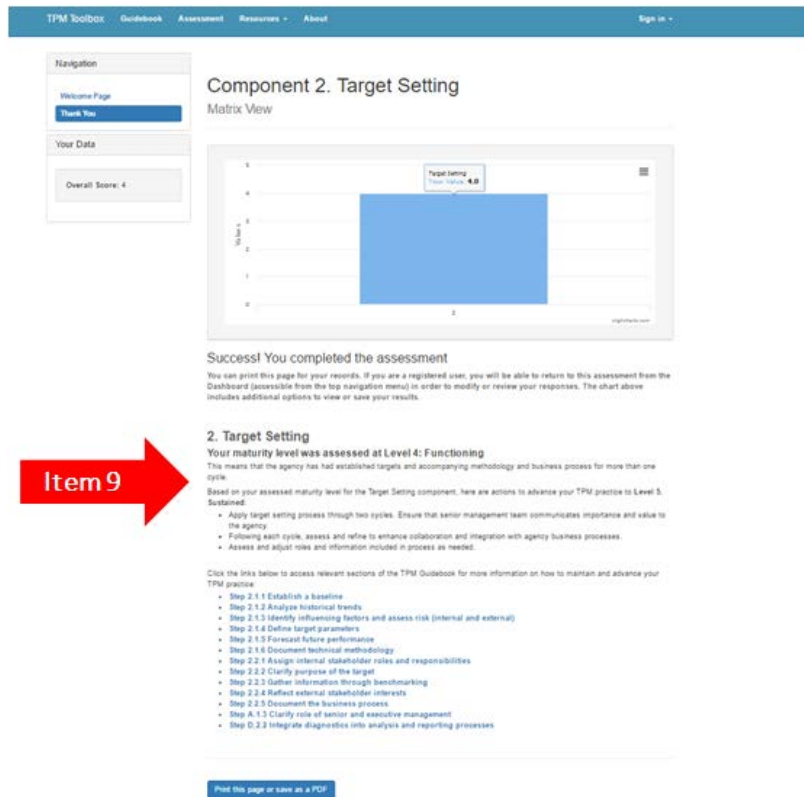 TPM Toolbox Guidebook Assessment Resources About Sign in
Navigation
Welcome Page
Thank You
Your Data
Overall Score: 4
Component 2. Target Setting
Matrix View
5
4
3
2
1
0
Values
Target Setting
Your Value: 4.0
2
highcharts.com
Success! You completed the assessment
You can print this page for your records. If you are a registered user, you will be able to return to this assessment from the
Dashboard (accessible from the top navigation menu) in order to modify or review your responses. The chart above
includes additional options to view or save your results.
2. Target Setting
Your maturity level was assessed at Level 4: Functioning
This means that the agency has had established targets and accompanying methodology and business process for more than one
cycle.
Item 9
Based on your assessed maturity level for the Target Setting component, here are actions to advance your TPM practice to Level 5.
Sustained:
Apply target setting process through two cycles. Ensure that senior management team communicates importance and value to
the agency.
Following each cycle, assess and refine to enhance collaboration and integration with agency business processes.
Assess and adjust roles and information included in process as needed.
Click the links below to access relevant sections of the TPM Guidebook for more information on how to maintain and advance your
TPM practice
Step 2.1.1 Establish a baseline
Step 2.1.2 Analyze historical trends
Step 2.1.3 Identify influencing factors and assess risk (internal and external)
Step 2.1.4 Define target parameters
Step 2.1.5 Forecast future performance
Step 2.1.6 Document technical methodology
Step 2.2.1 Assign internal stakeholder roles and responsibilities
Step 2.2.2 Clarify purpose of the target
Step 2.2.3 Gather information through benchmarking
Step 2.2.4 Reflect external stakeholder interests
Step 2.2.5 Document the business process
Step A.1.3 Clarify role of senior and executive management
Step D.2.2 Integrate diagnostics into analysis and reporting processes
Print this page or save as a PDF